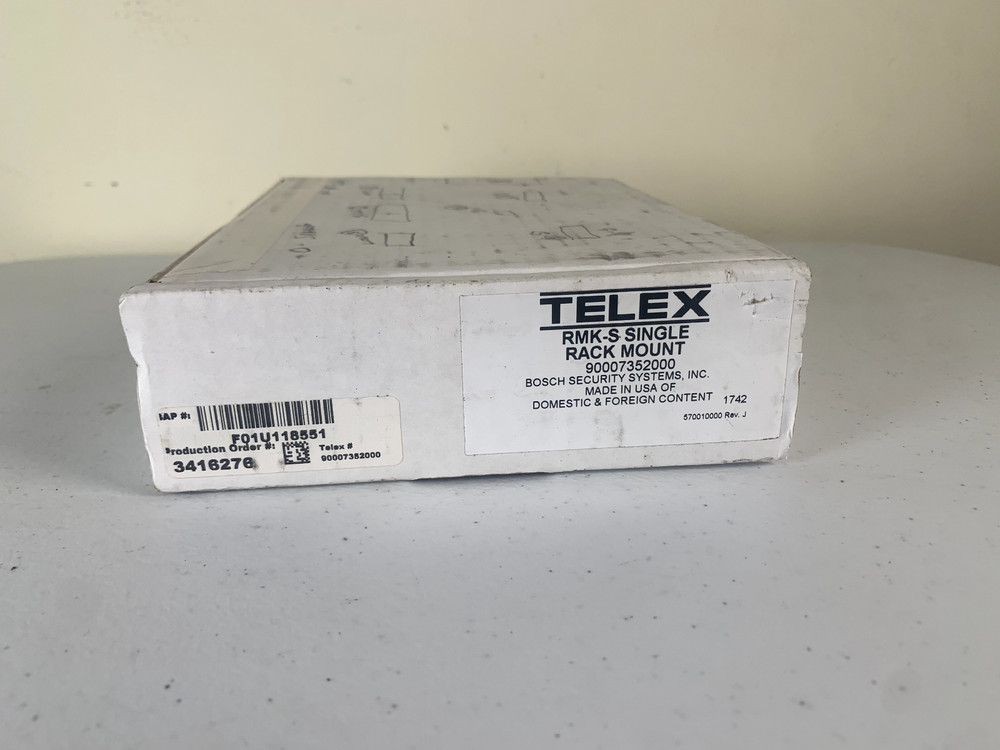 TELEX
RMK-S SINGLE
RACK MOUNT
90007352000
BOSCH SECURITY SYSTEMS, INC.
MADE IN USA OF
DOMESTIC & FOREIGN CONTENT 1742
570010000 Rev. J
AP #:
F01U118551
Production Order #: Telex #
3416276 90007352000